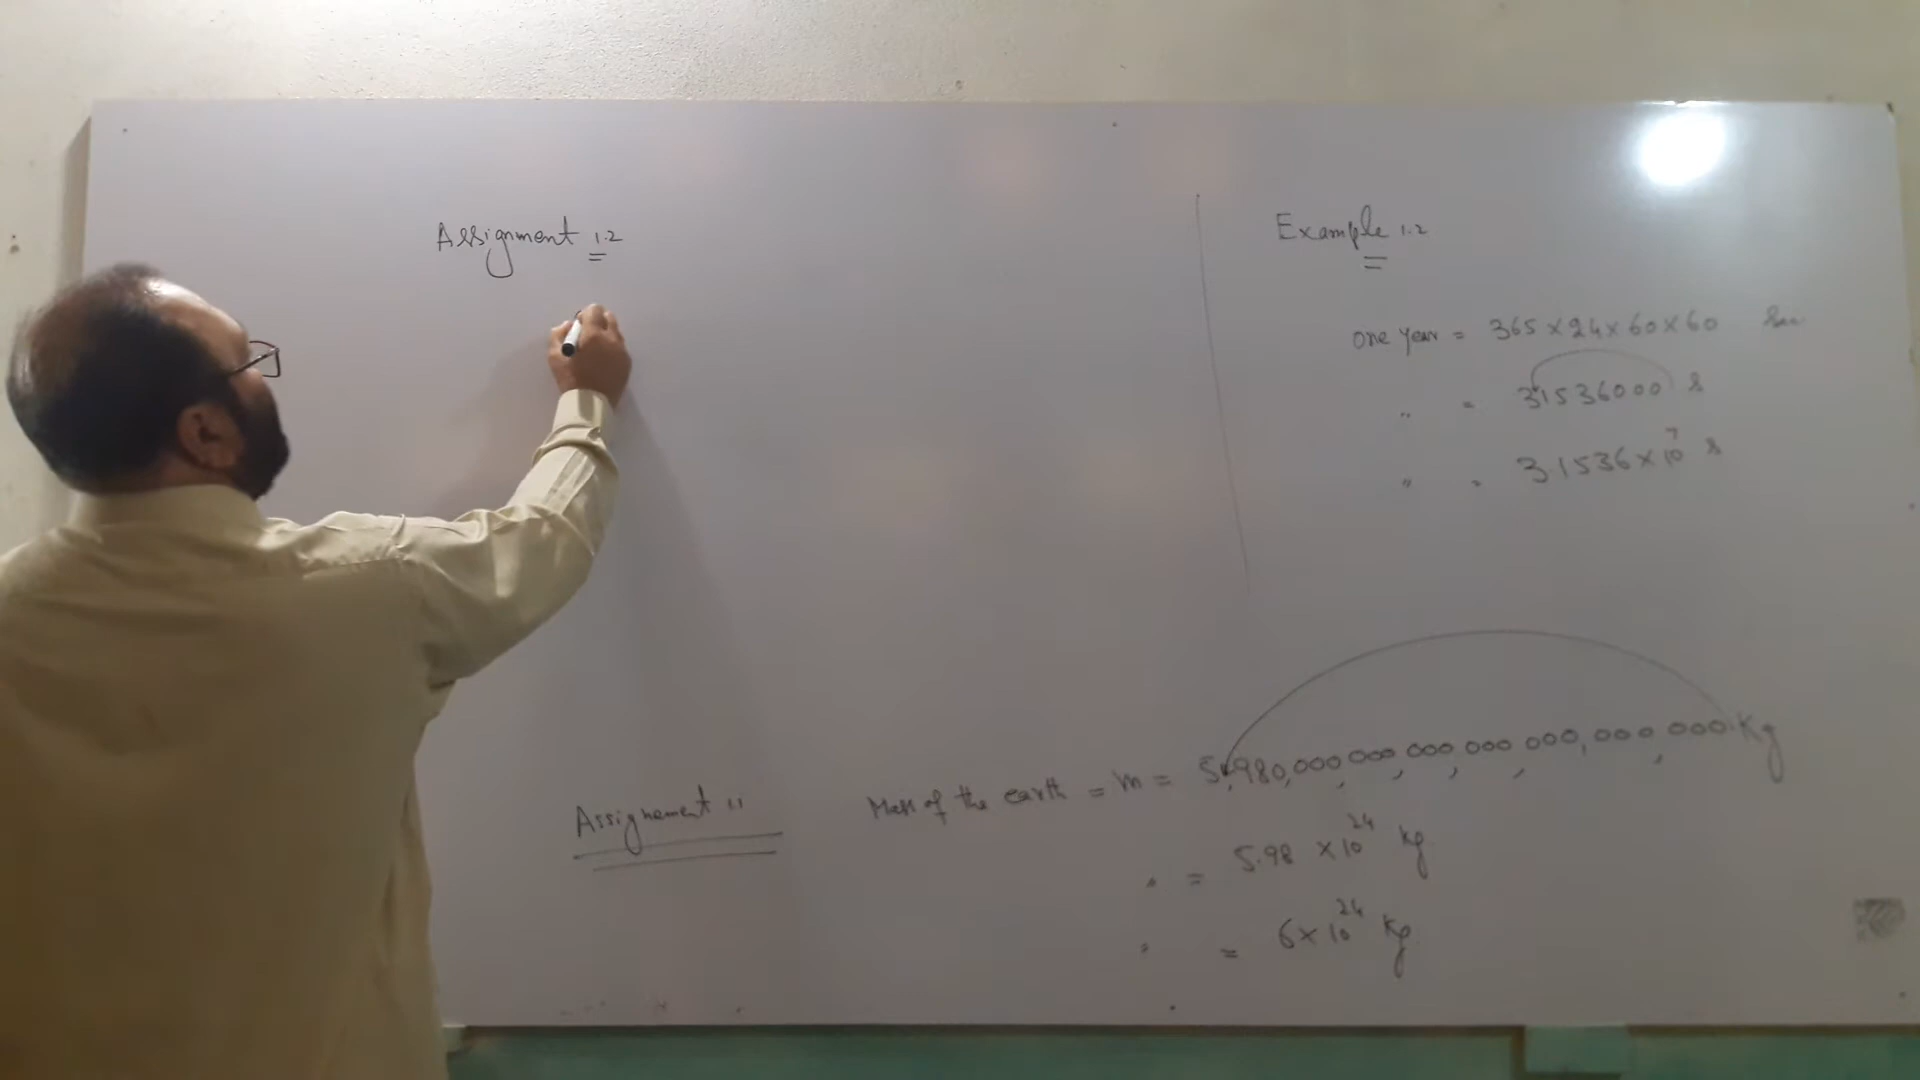 Assignment 1.2
Example 1.2
one year = 365 × 24 × 60 × 60 Sec
" = 31536000 s
" = 3.1536 × 10⁷ s
Assignement 1.1
Mass of the earth = m = 5,980,000,000,000,000,000,000,000 Kg
" = 5.98 × 10²⁴ kg
" = 6 × 10²⁴ Kg